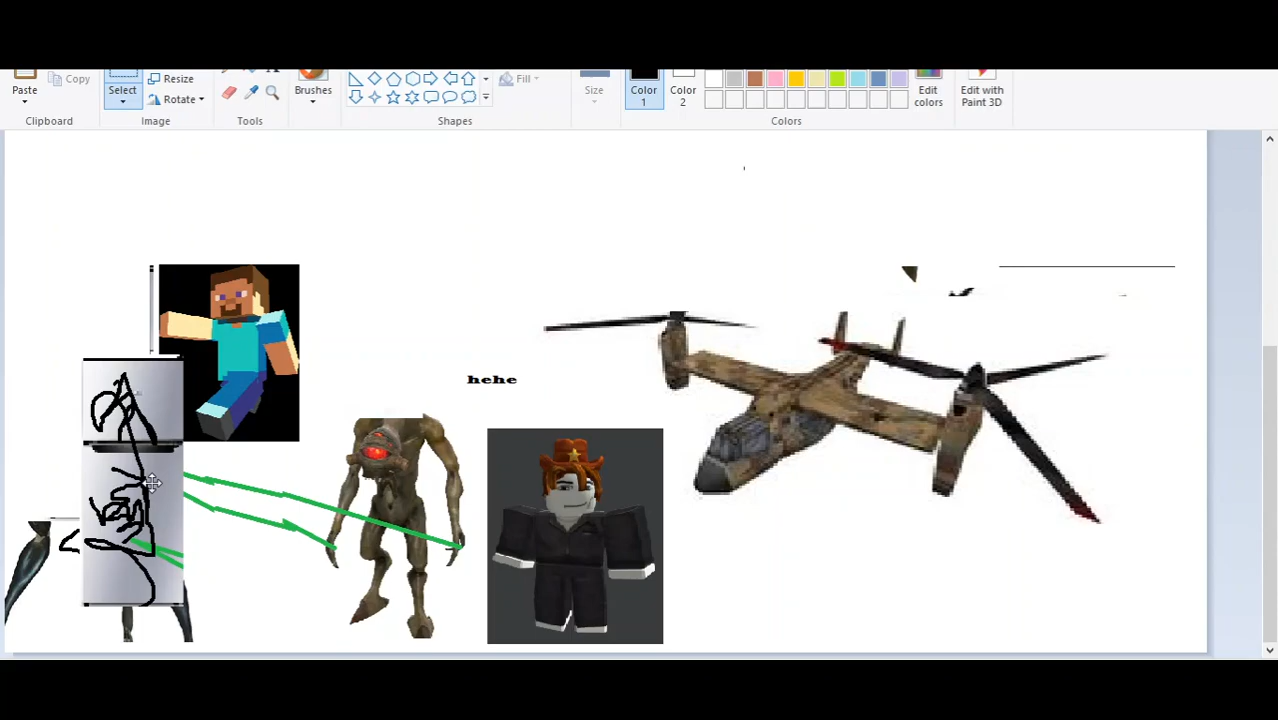 Paste
Copy
Select
Resize
Rotate
Brushes
Fill
Size
Color 1
Color 2
Edit colors
Edit with Paint 3D
Clipboard
Image
Tools
Shapes
Colors
hehe